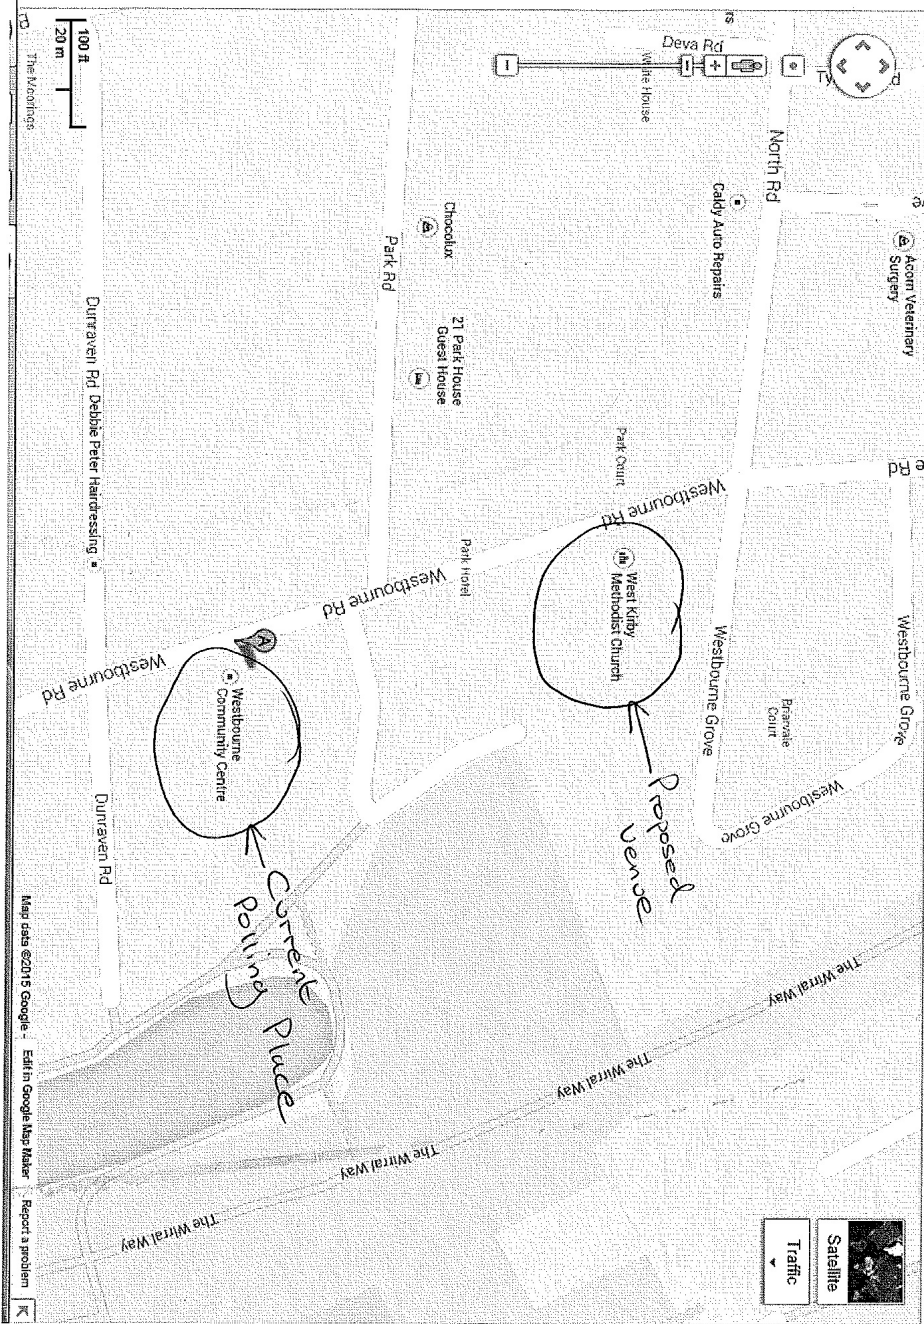 Acorn Veterinary
Surgery
Rd
Westbourne Grove
Westbourne Grove
North Rd
Caldy Auto Repairs
Deva Rd
White House
Westbourne Grove
Briarvale
Court
Westbourne Rd
Park Court
West Kirby
Methodist Church
Proposed
Venue
The Wirral Way
The Wirral Way
The Wirral Way
The Wirral Way
Chocolux
21 Park House
Guest House
Park Rd
Park Hotel
Westbourne Rd
A
Westbourne
Community Centre
Westbourne Rd
Westbourne Rd
Current
Polling Place
Dunraven Rd
Debbie Peter Hairdressing
Dunraven Rd
The Moorings
100 ft
20 m
Satellite
Traffic
Map data ©2015 Google -
Edit in Google Map Maker
Report a problem